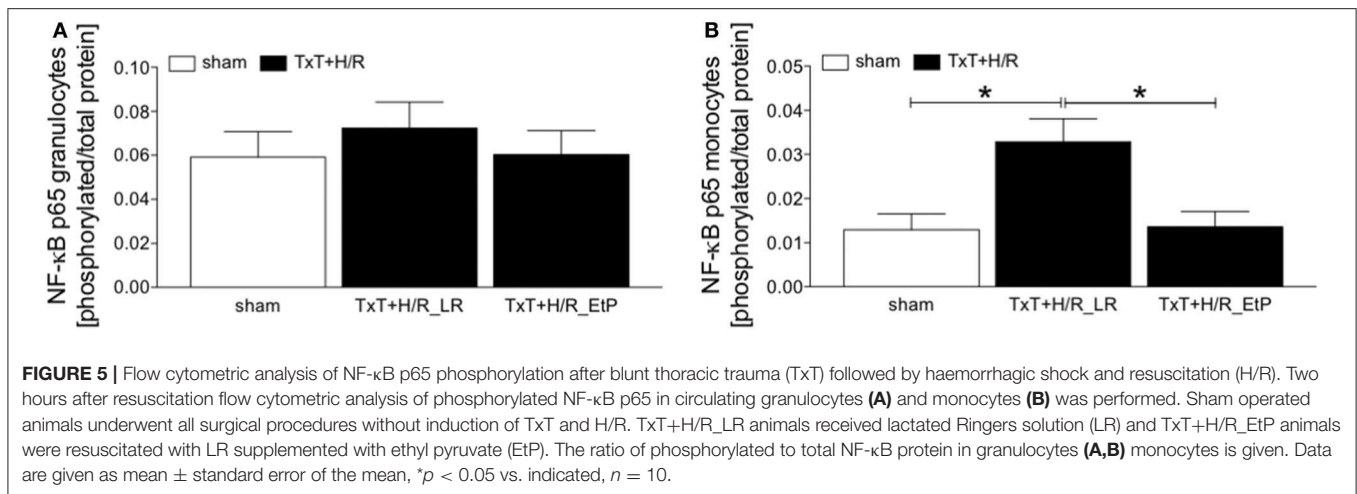 A
NF-κB p65 granulocytes
[phosphorylated/total protein]
sham TxT+H/R
0.10
0.08
0.06
0.04
0.02
0.00
sham TxT+H/R_LR TxT+H/R_EtP
B
NF-κB p65 monocytes
[phosphorylated/total protein]
sham TxT+H/R
0.05
0.04
0.03
0.02
0.01
0.00
* *
sham TxT+H/R_LR TxT+H/R_EtP
FIGURE 5 | Flow cytometric analysis of NF-κB p65 phosphorylation after blunt thoracic trauma (TxT) followed by haemorrhagic shock and resuscitation (H/R). Two
hours after resuscitation flow cytometric analysis of phosphorylated NF-κB p65 in circulating granulocytes (A) and monocytes (B) was performed. Sham operated
animals underwent all surgical procedures without induction of TxT and H/R. TxT+H/R_LR animals received lactated Ringers solution (LR) and TxT+H/R_EtP animals
were resuscitated with LR supplemented with ethyl pyruvate (EtP). The ratio of phosphorylated to total NF-κB protein in granulocytes (A,B) monocytes is given. Data
are given as mean ± standard error of the mean, *p < 0.05 vs. indicated, n = 10.